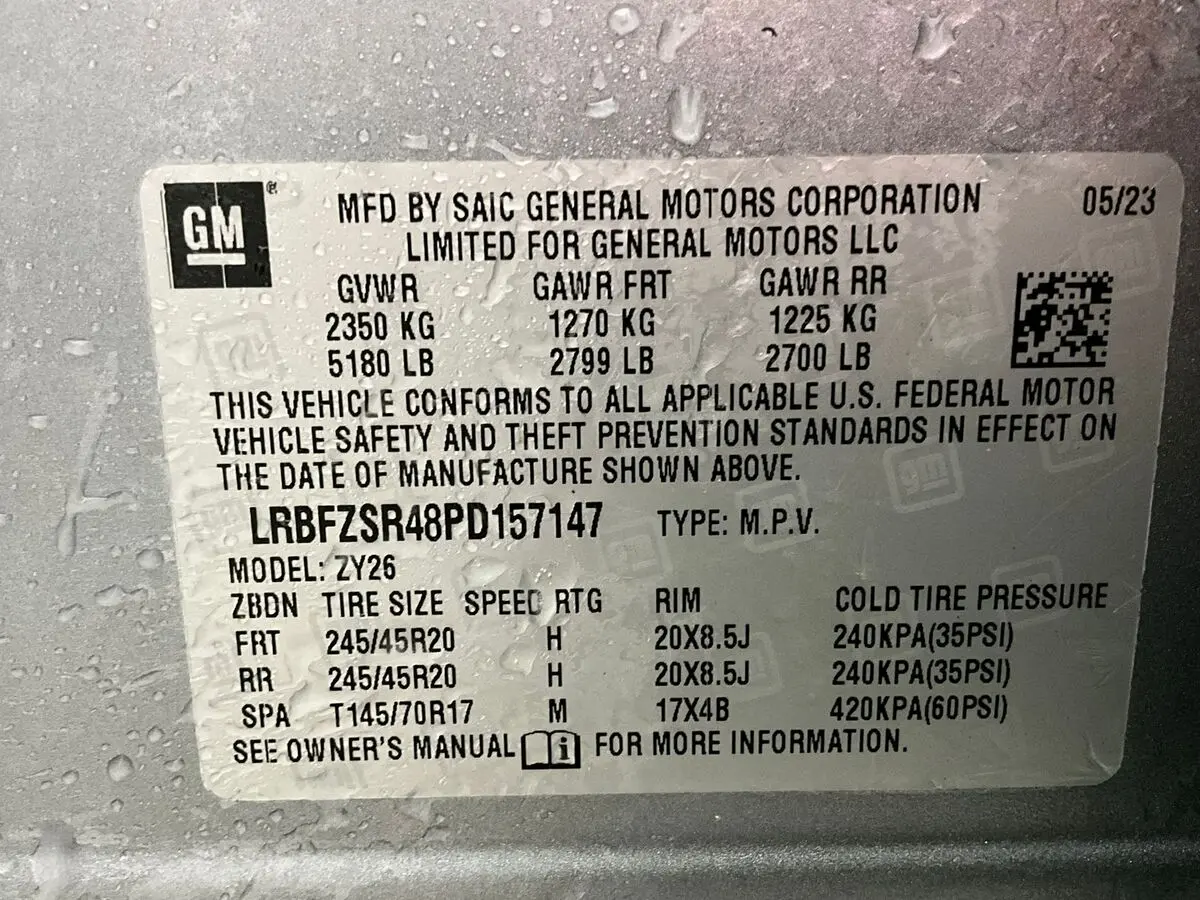 GM®
MFD BY SAIC GENERAL MOTORS CORPORATION 05/23
LIMITED FOR GENERAL MOTORS LLC
GVWR GAWR FRT GAWR RR
2350 KG 1270 KG 1225 KG
5180 LB 2799 LB 2700 LB
THIS VEHICLE CONFORMS TO ALL APPLICABLE U.S. FEDERAL MOTOR
VEHICLE SAFETY AND THEFT PREVENTION STANDARDS IN EFFECT ON
THE DATE OF MANUFACTURE SHOWN ABOVE.
LRBFZSR48PD157147 TYPE: M.P.V.
MODEL: ZY26
ZBDN TIRE SIZE SPEED RTG RIM COLD TIRE PRESSURE
FRT 245/45R20 H 20X8.5J 240KPA(35PSI)
RR 245/45R20 H 20X8.5J 240KPA(35PSI)
SPA T145/70R17 M 17X4B 420KPA(60PSI)
SEE OWNER'S MANUAL i FOR MORE INFORMATION.